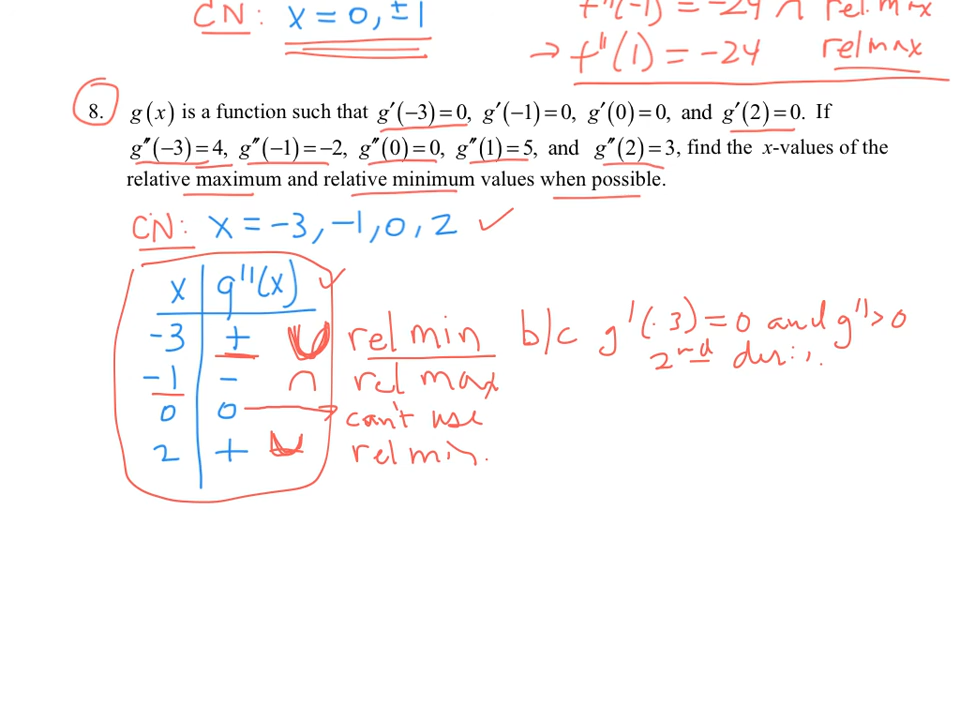 CN: x = 0, ±1
f''(-1) = -24 ∩ rel. max
→ f''(1) = -24 rel max
8. g(x) is a function such that g′(−3)=0, g′(−1)=0, g′(0)=0, and g′(2)=0. If
g″(−3)=4, g″(−1)=−2, g″(0)=0, g″(1)=5, and g″(2)=3, find the x-values of the
relative maximum and relative minimum values when possible.
CN: x = -3, -1, 0, 2 ✓
x | g''(x) ✓
-3 | + ∪ rel min b/c g'(-3) = 0 and g''>0
2nd deriv.
-1 | - ∩ rel max
0 | 0 → can't use
2 | + ∪ rel min.